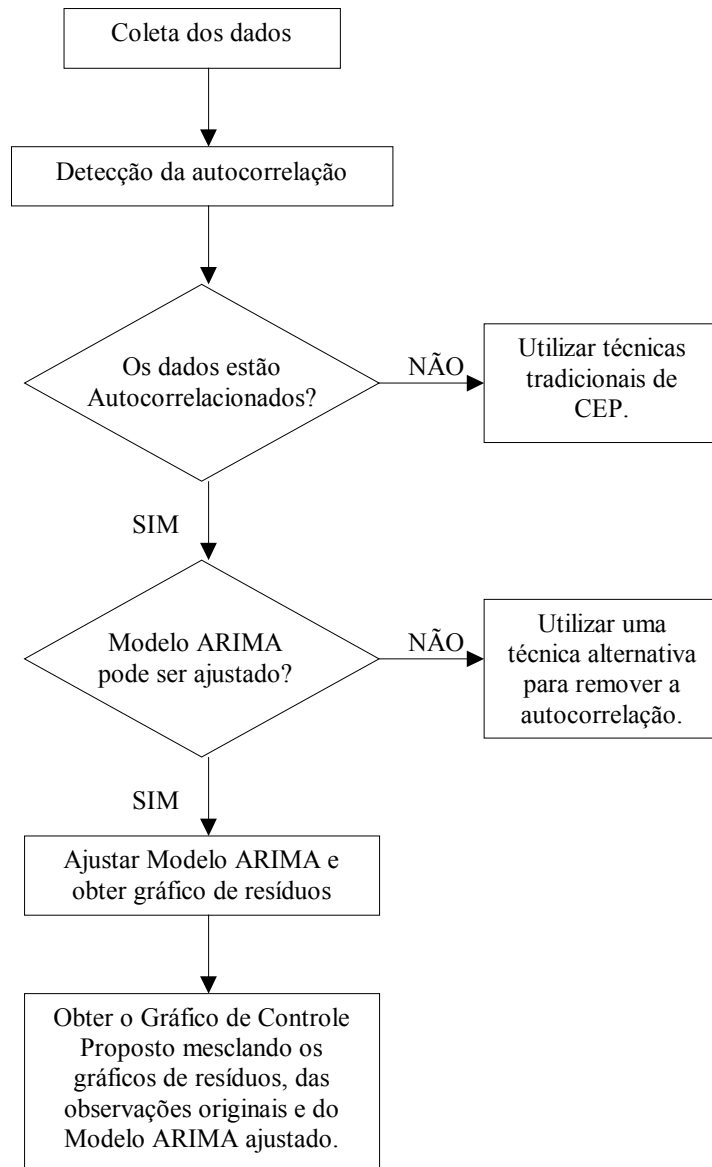 Coleta dos dados
Detecção da autocorrelação
Os dados estão
Autocorrelacionados?
NÃO
Utilizar técnicas
tradicionais de
CEP.
SIM
Modelo ARIMA
pode ser ajustado?
NÃO
Utilizar uma
técnica alternativa
para remover a
autocorrelação.
SIM
Ajustar Modelo ARIMA e
obter gráfico de resíduos
Obter o Gráfico de Controle
Proposto mesclando os
gráficos de resíduos, das
observações originais e do
Modelo ARIMA ajustado.